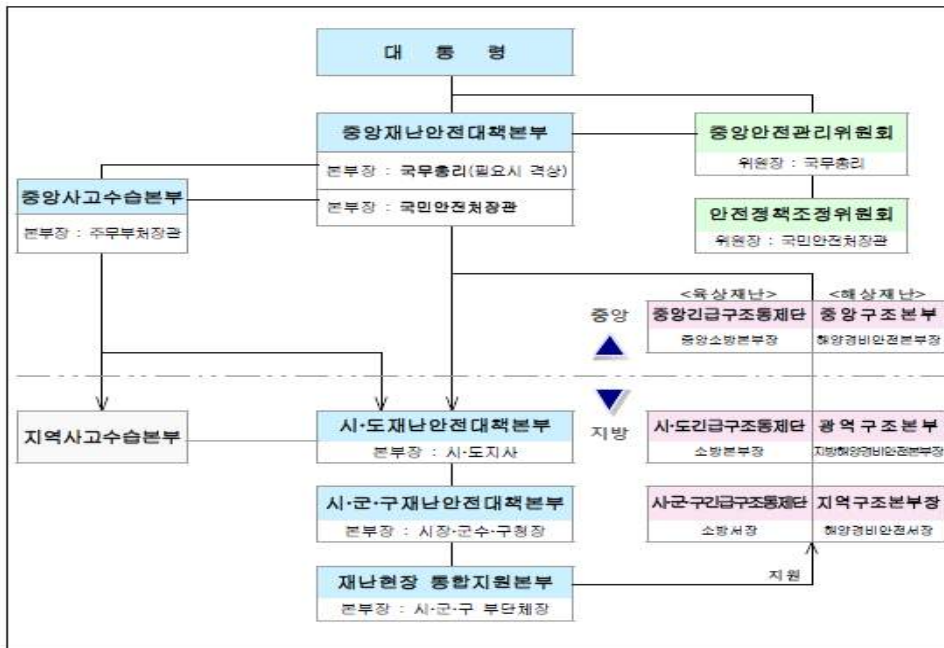 대 통 령
중앙재난안전대책본부
본부장 : 국무총리(필요시 격상)
본부장 : 국민안전처장관
중앙안전관리위원회
위원장 : 국무총리
안전정책조정위원회
위원장 : 국민안전처장관
중앙사고수습본부
본부장 : 주무부처장관
<육상재난> <해상재난>
중앙
중앙긴급구조통제단 중앙구조본부
중앙소방본부장 해양경비안전본부장
지방
지역사고수습본부
시·도재난안전대책본부
본부장 : 시·도지사
시·도긴급구조통제단 광역구조본부
소방본부장 지방해양경비안전본부장
시·군·구재난안전대책본부
본부장 : 시장·군수·구청장
시·군·구긴급구조통제단 지역구조본부장
소방서장 해양경비안전서장
재난현장 통합지원본부
본부장 : 시·군·구 부단체장
지원